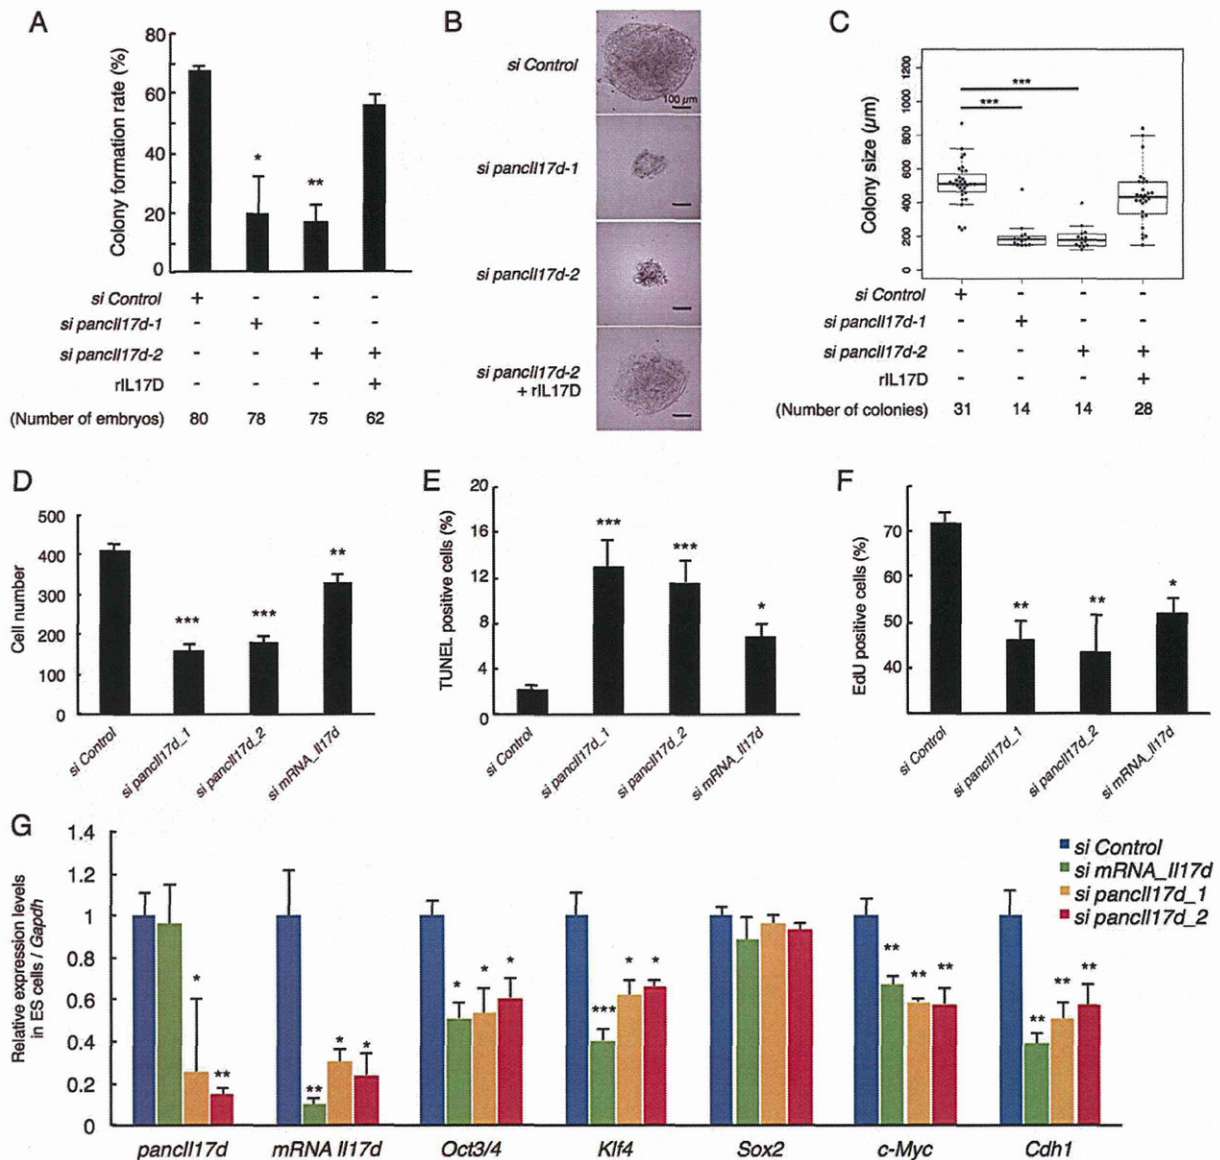 A
Colony formation rate (%)
80
60
40
20
0
*
**
si Control + - - -
si pancIl17d-1 - + - -
si pancIl17d-2 - - + +
rIL17D - - - +
(Number of embryos) 80 78 75 62
B
si Control
100 µm
si pancIl17d-1
si pancIl17d-2
si pancIl17d-2
+ rIL17D
C
Colony size (µm)
1200
1000
800
600
400
200
0
***
***
si Control + - - -
si pancIl17d-1 - + - -
si pancIl17d-2 - - + +
rIL17D - - - +
(Number of colonies) 31 14 14 28
D
Cell number
500
400
300
200
100
0
***
***
**
si Control
si pancIl17d_1
si pancIl17d_2
si mRNA_Il17d
E
TUNEL positive cells (%)
20
16
12
8
4
0
***
***
*
si Control
si pancIl17d_1
si pancIl17d_2
si mRNA_Il17d
F
EdU positive cells (%)
80
70
60
50
40
**
**
*
si Control
si pancIl17d_1
si pancIl17d_2
si mRNA_Il17d
G
Relative expression levels
in ES cells / Gapdh
1.4
1.2
1
0.8
0.6
0.4
0.2
0
si Control
si mRNA_Il17d
si pancIl17d_1
si pancIl17d_2
* **
** * *
* * *
*** * *
** ** **
** ** **
pancIl17d
mRNA Il17d
Oct3/4
Klf4
Sox2
c-Myc
Cdh1